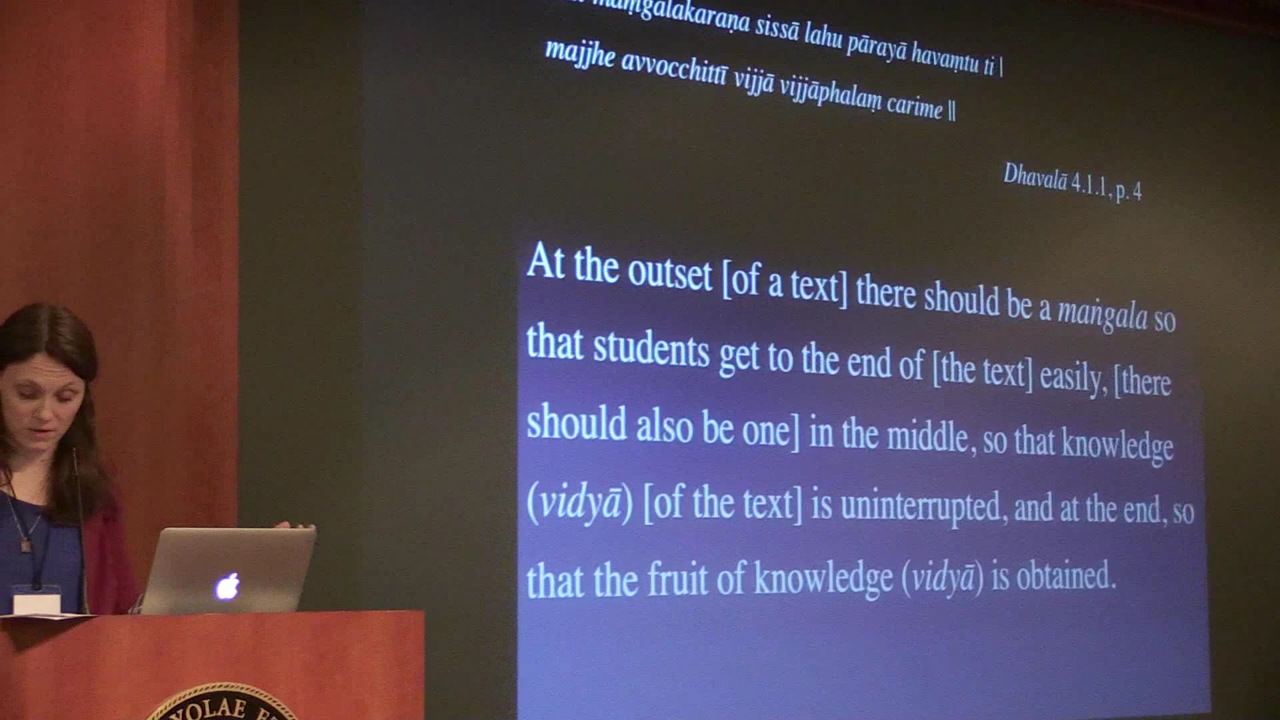 maṃgalakaraṇa sissā lahu pārayā havaṃtu ti |
majjhe avvocchittī vijjā vijjāphalaṃ carime ||
Dhavalā 4.1.1, p. 4
At the outset [of a text] there should be a maṅgala so
that students get to the end of [the text] easily, [there
should also be one] in the middle, so that knowledge
(vidyā) [of the text] is uninterrupted, and at the end, so
that the fruit of knowledge (vidyā) is obtained.